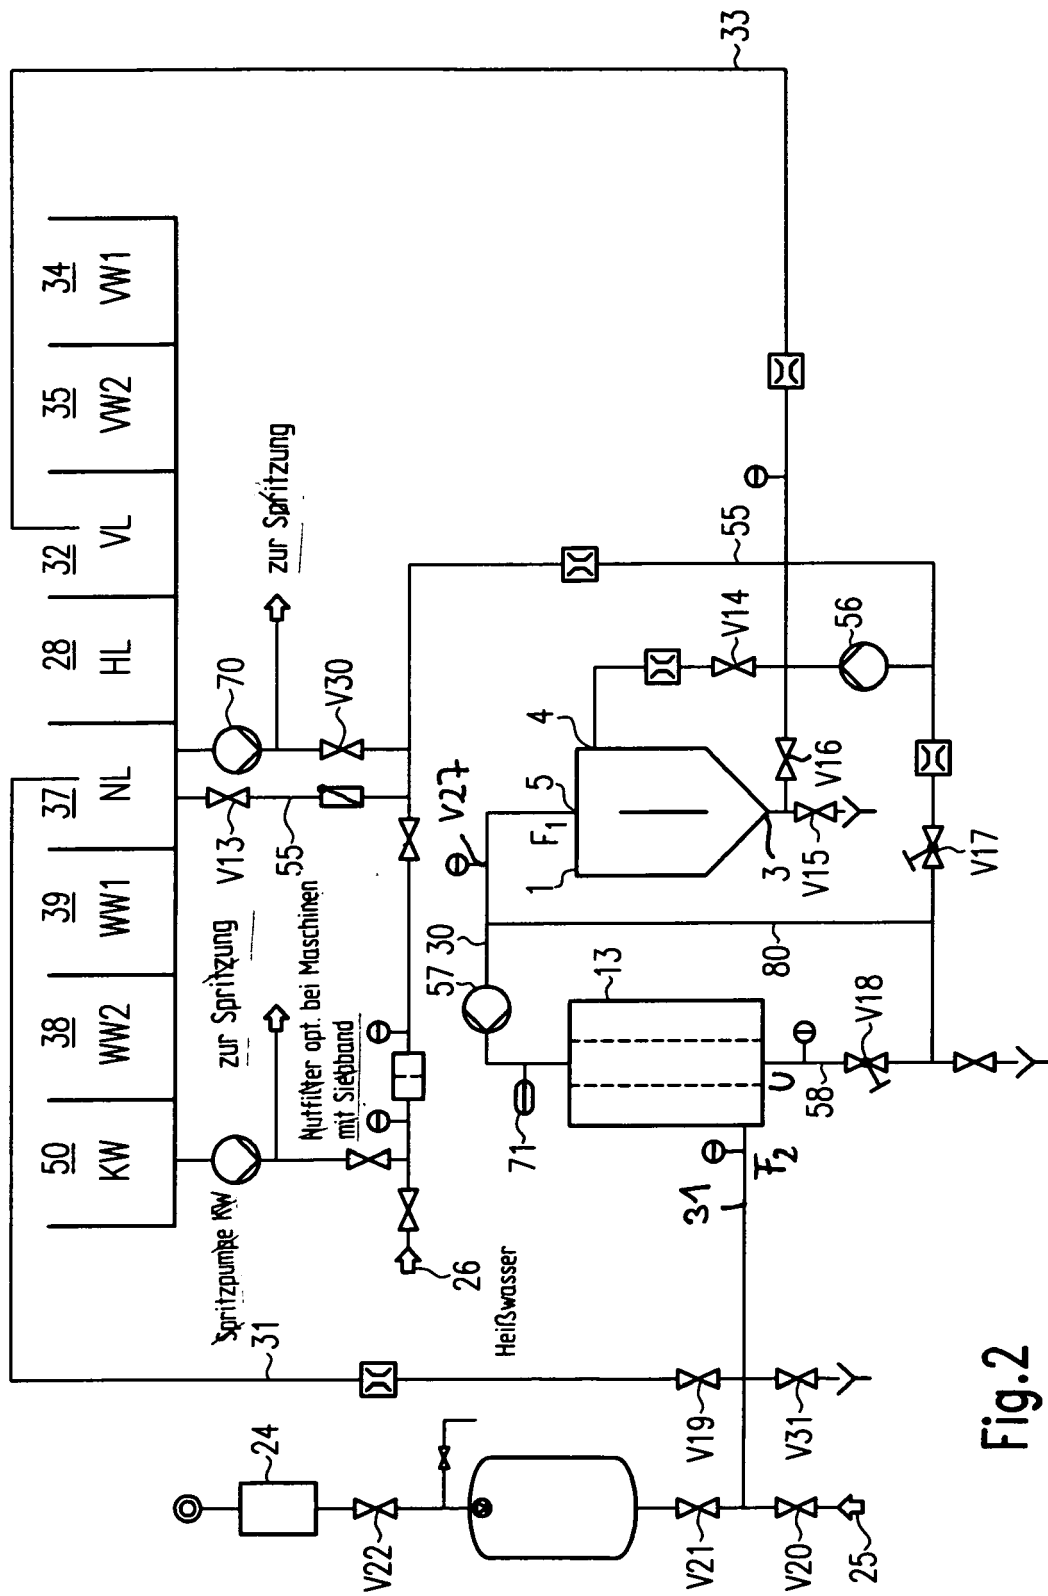 33
34
VW1
35
VW2
32
VL
28
HL
37
NL
39
WW1
38
WW2
50
KW
zur Spritzung
70
V30
V13
55
zur Spritzung
Nutfilter opt. bei Maschinen
mit Siebband
Spritzpumpe KW
31
26
Heißwasser
24
V22
55
V14
56
4
5
V27
F1
1
3
V16
V15
V17
30
57
80
13
71
U
58
V18
31
F2
V19
V31
V21
V20
25
Fig.2